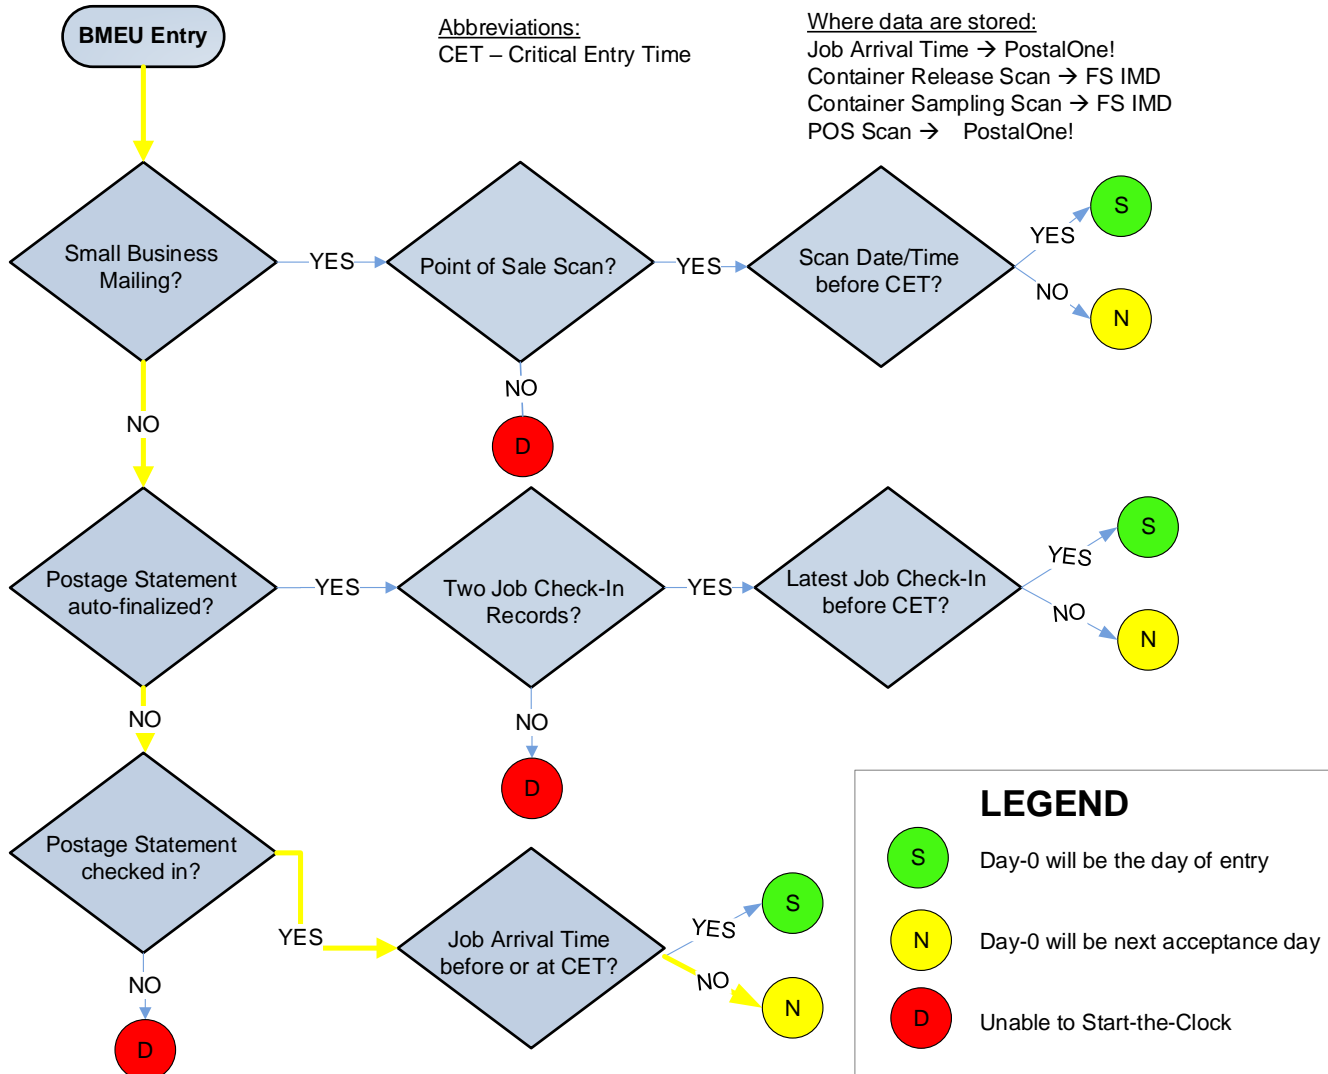 BMEU Entry
Abbreviations:
CET – Critical Entry Time
Where data are stored:
Job Arrival Time → PostalOne!
Container Release Scan → FS IMD
Container Sampling Scan → FS IMD
POS Scan → PostalOne!
Small Business
Mailing?
YES
Point of Sale Scan?
YES
Scan Date/Time
before CET?
YES
S
NO
N
NO
D
NO
Postage Statement
auto-finalized?
YES
Two Job Check-In
Records?
YES
Latest Job Check-In
before CET?
YES
S
NO
N
NO
D
NO
Postage Statement
checked in?
YES
Job Arrival Time
before or at CET?
YES
S
NO
N
NO
D
LEGEND
S
Day-0 will be the day of entry
N
Day-0 will be next acceptance day
D
Unable to Start-the-Clock